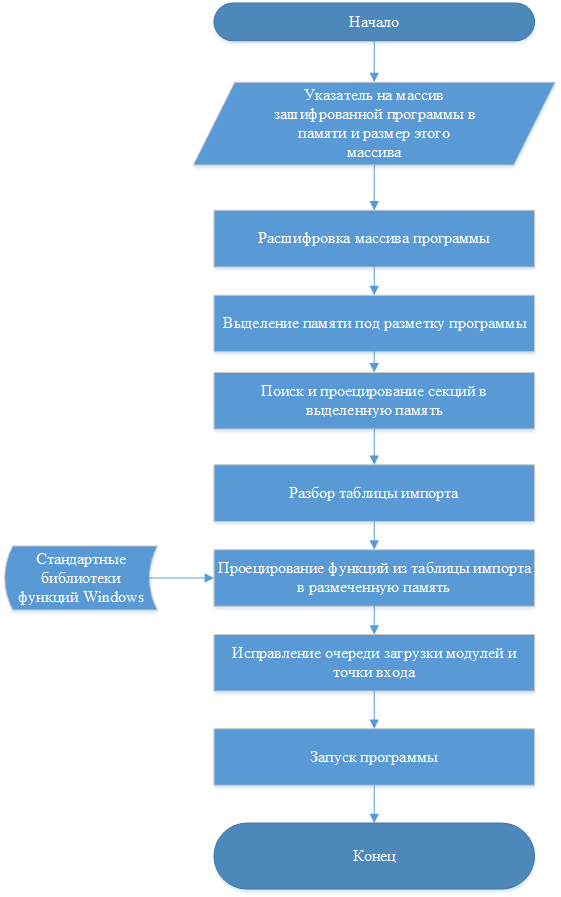 Начало
Указатель на массив
зашифрованной программы в
памяти и размер этого
массива
Расшифровка массива программы
Выделение памяти под разметку программы
Поиск и проецирование секций в
выделенную память
Разбор таблицы импорта
Стандартные
библиотеки
функций Windows
Проецирование функций из таблицы импорта
в размеченную память
Исправление очереди загрузки модулей и
точки входа
Запуск программы
Конец